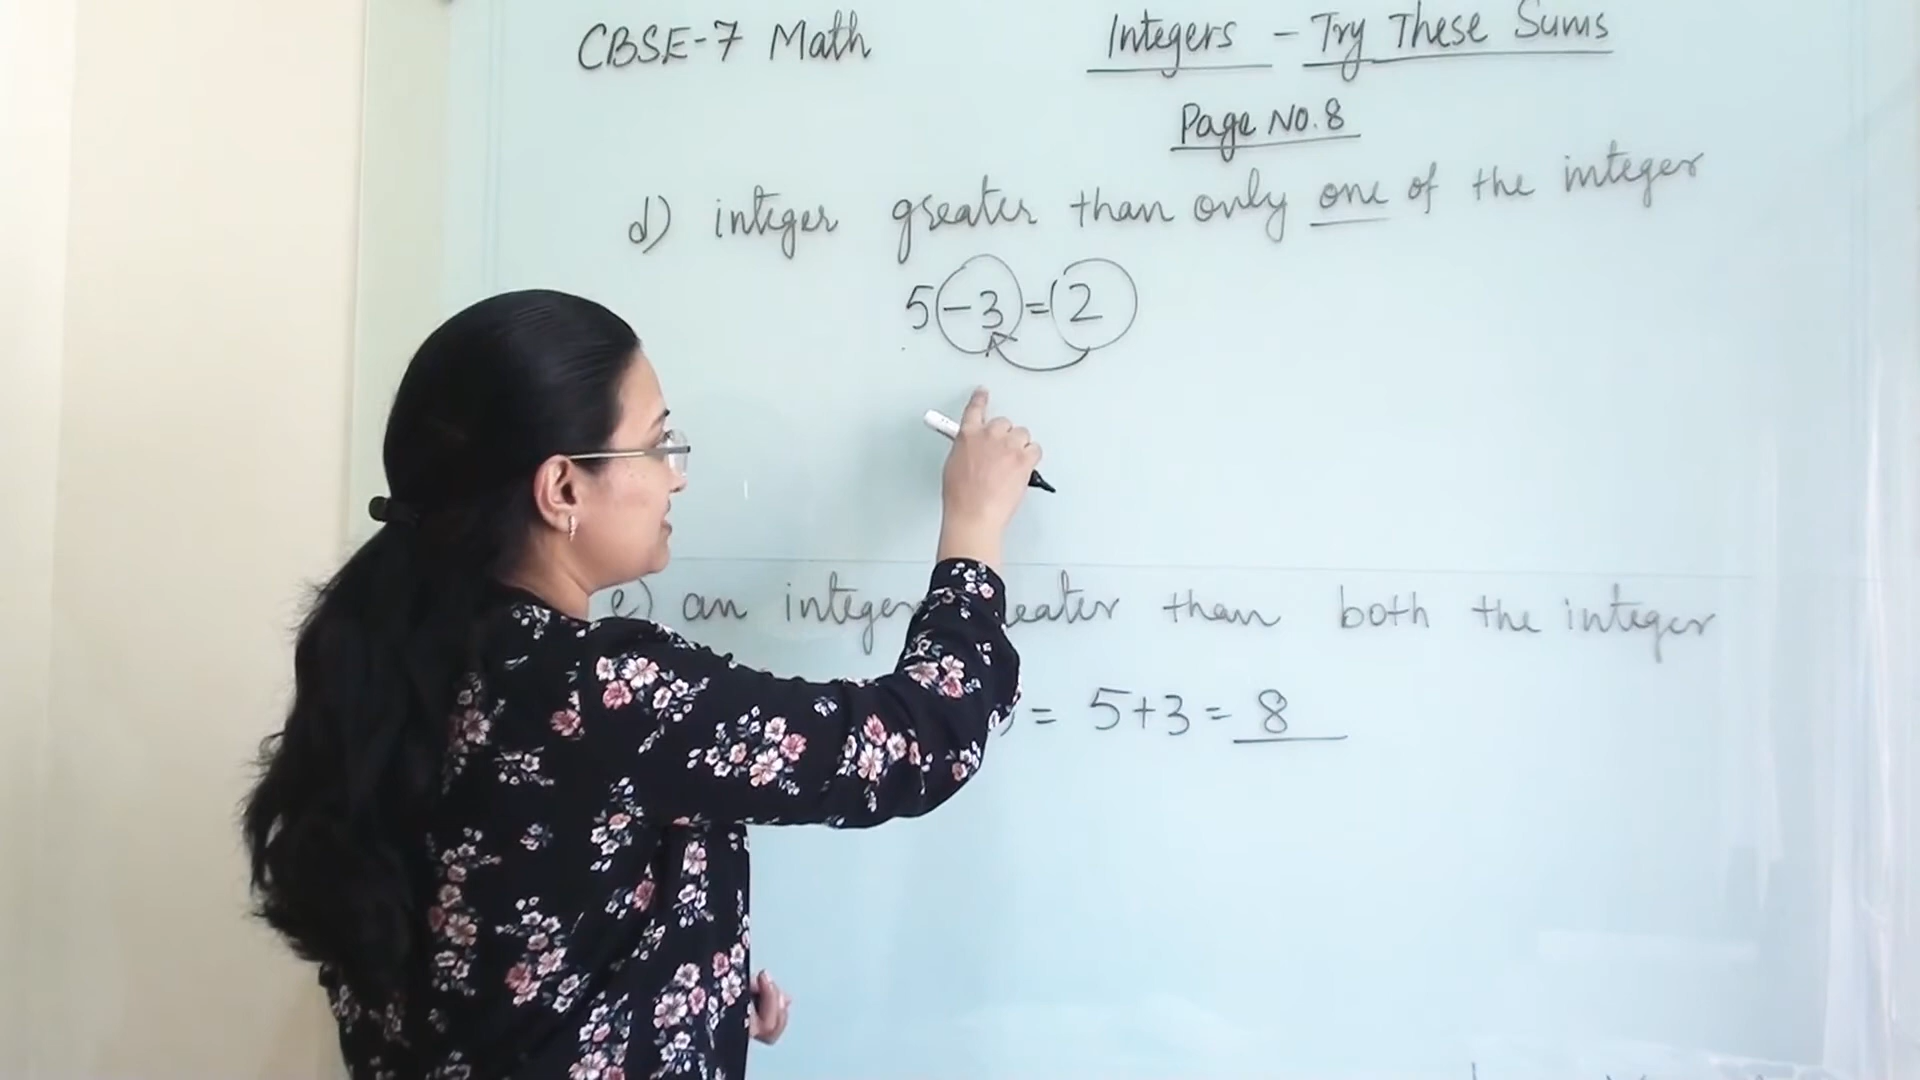 CBSE-7 Math
Integers - Try These Sums
Page No. 8
d) integer greater than only one of the integer
5 - 3 = 2
e) an integer eater than both the integer
) = 5+3 = 8